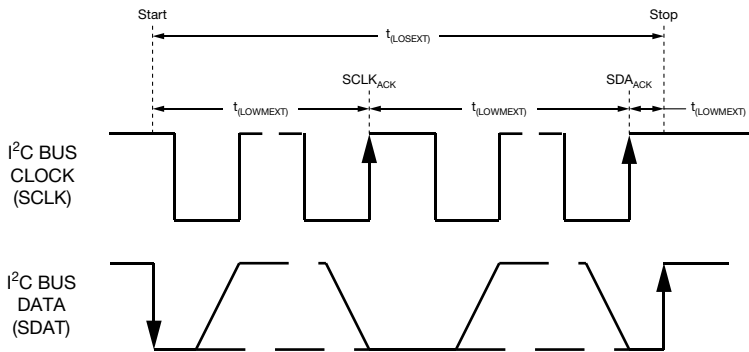 Start
Stop
t(LOSEXT)
SCLKACK
SDAACK
t(LOWMEXT)
t(LOWMEXT)
t(LOWMEXT)
I²C BUS
CLOCK
(SCLK)
I²C BUS
DATA
(SDAT)